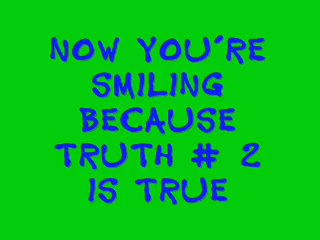 NOW YOU'RE
SMILING
BECAUSE
TRUTH # 2
IS TRUE